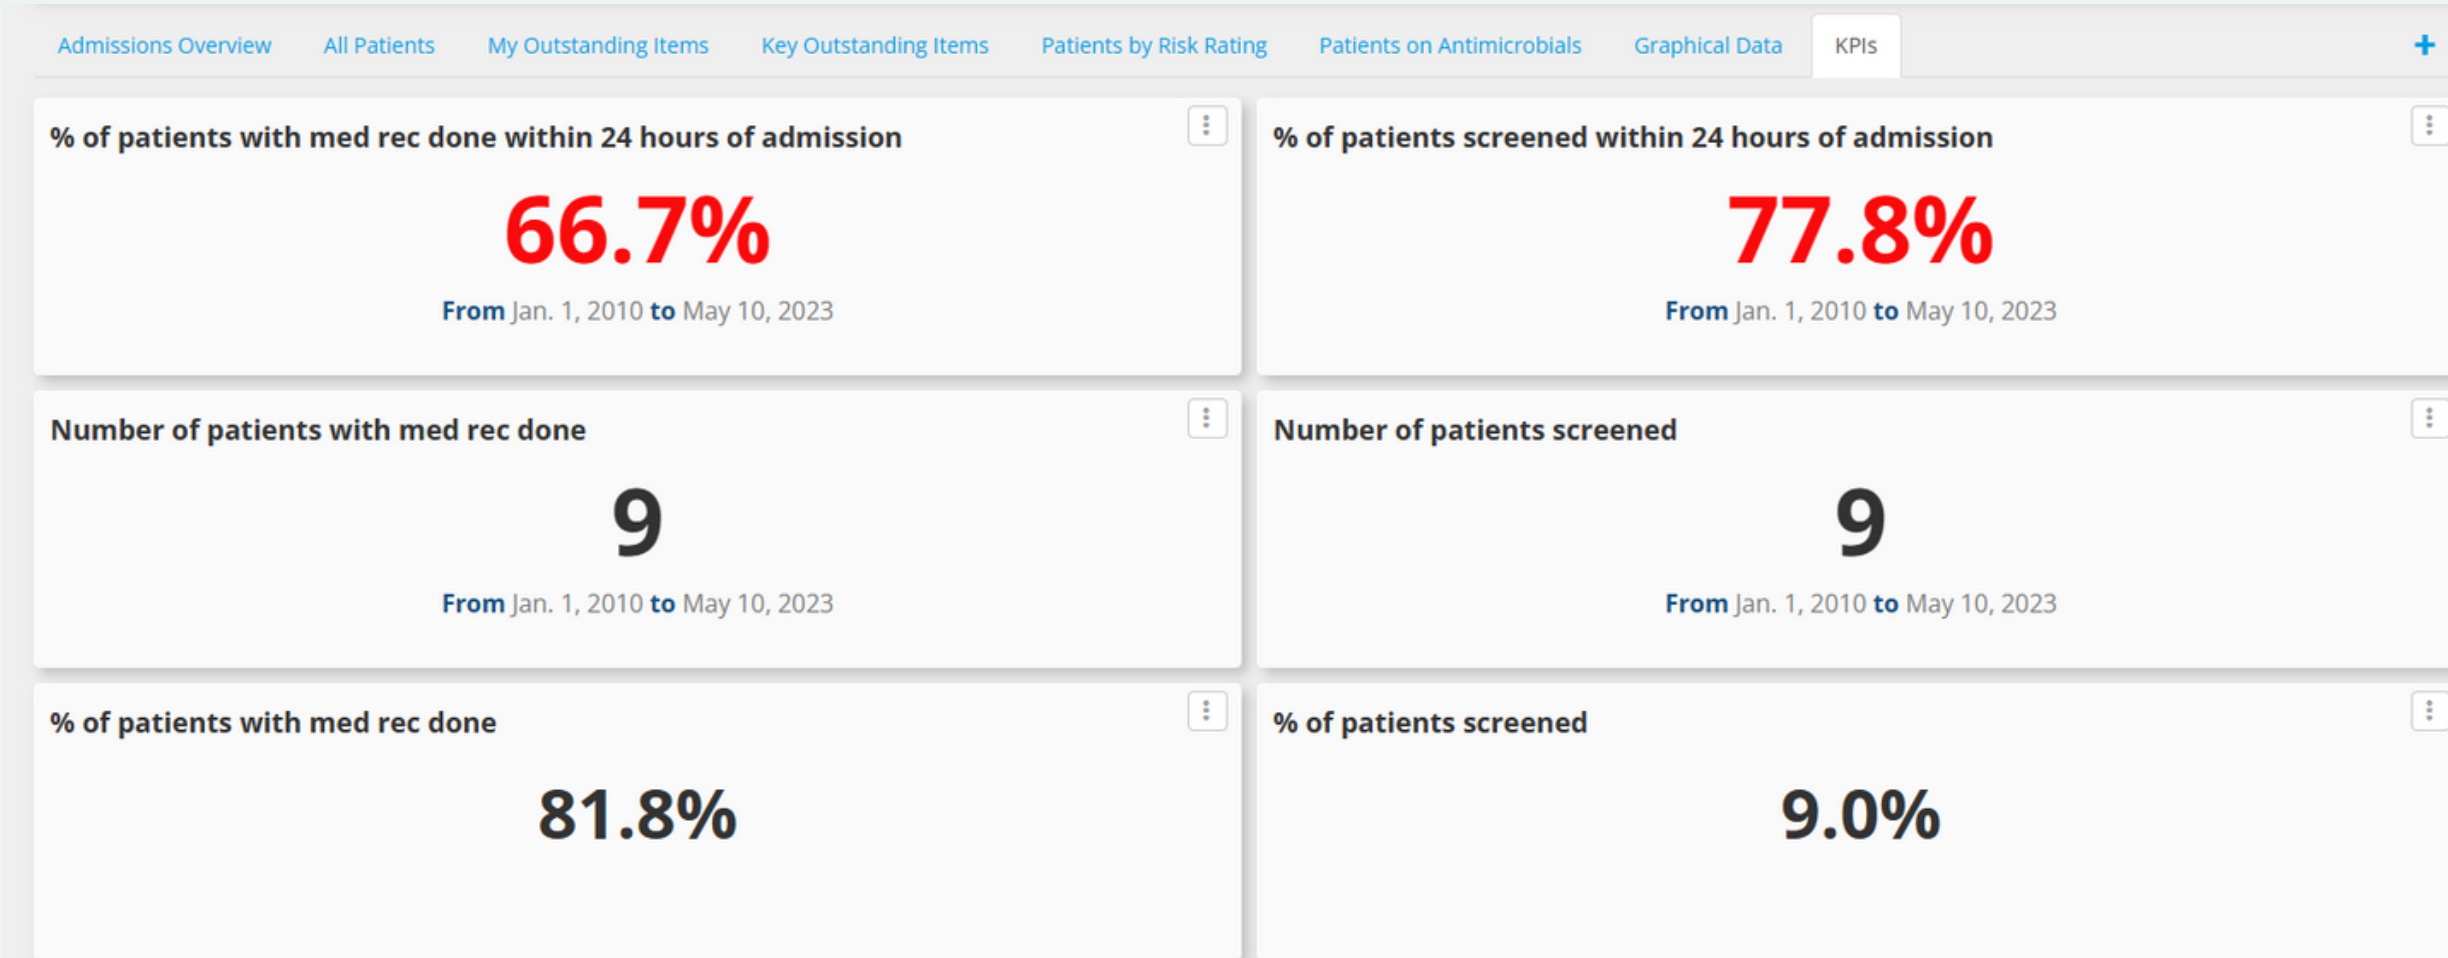 Admissions Overview All Patients My Outstanding Items Key Outstanding Items Patients by Risk Rating Patients on Antimicrobials Graphical Data KPIs +
% of patients with med rec done within 24 hours of admission
66.7%
From Jan. 1, 2010 to May 10, 2023
% of patients screened within 24 hours of admission
77.8%
From Jan. 1, 2010 to May 10, 2023
Number of patients with med rec done
9
From Jan. 1, 2010 to May 10, 2023
Number of patients screened
9
From Jan. 1, 2010 to May 10, 2023
% of patients with med rec done
81.8%
% of patients screened
9.0%